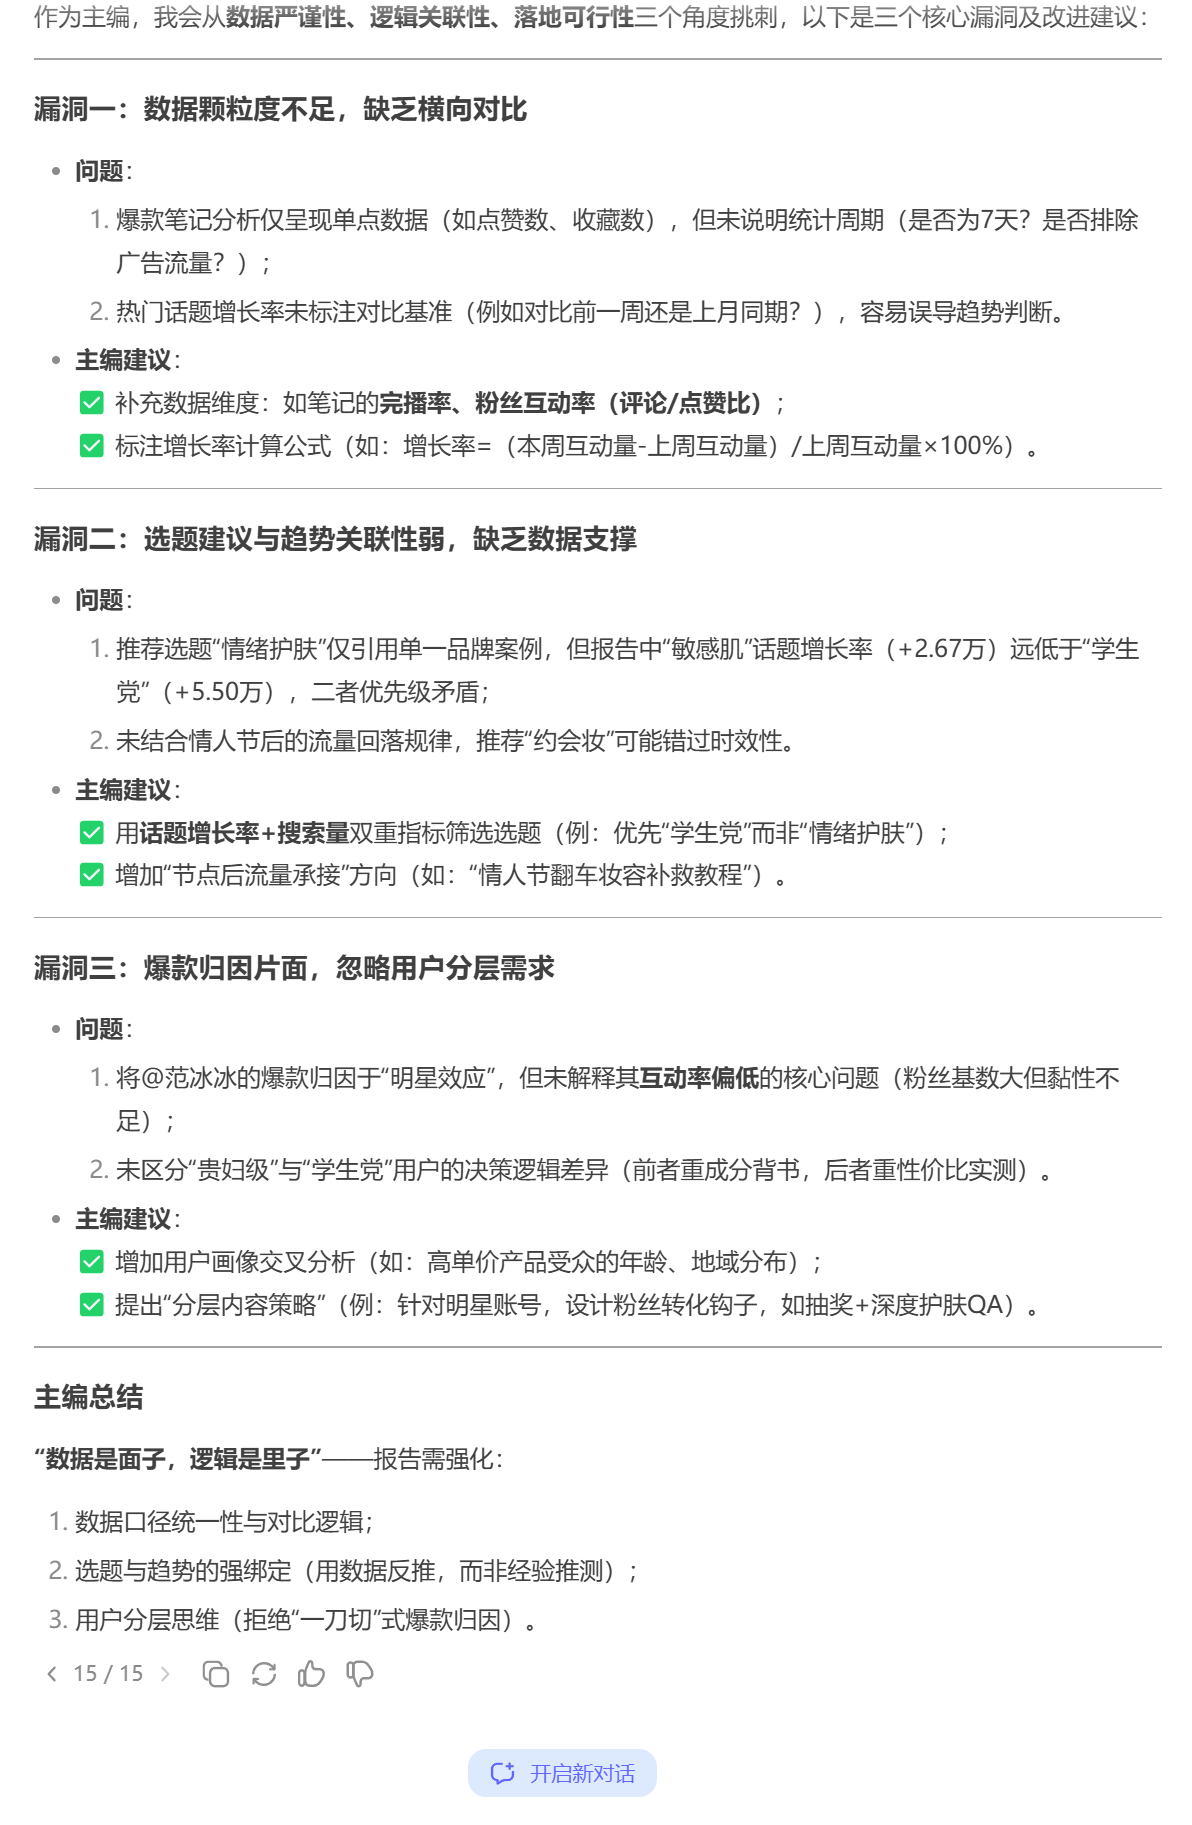 作为主编，我会从数据严谨性、逻辑关联性、落地可行性三个角度挑刺，以下是三个核心漏洞及改进建议：
漏洞一：数据颗粒度不足，缺乏横向对比
问题：
1. 爆款笔记分析仅呈现单点数据（如点赞数、收藏数），但未说明统计周期（是否为7天？是否排除
广告流量？）；
2. 热门话题增长率未标注对比基准（例如对比前一周还是上月同期？），容易误导趋势判断。
主编建议：
✅ 补充数据维度：如笔记的完播率、粉丝互动率（评论/点赞比）；
✅ 标注增长率计算公式（如：增长率=（本周互动量-上周互动量）/上周互动量×100%）。
漏洞二：选题建议与趋势关联性弱，缺乏数据支撑
问题：
1. 推荐选题“情绪护肤”仅引用单一品牌案例，但报告中“敏感肌”话题增长率（+2.67万）远低于“学生
党”（+5.50万），二者优先级矛盾；
2. 未结合情人节后的流量回落规律，推荐“约会妆”可能错过时效性。
主编建议：
✅ 用话题增长率+搜索量双重指标筛选选题（例：优先“学生党”而非“情绪护肤”）；
✅ 增加“节点后流量承接”方向（如：“情人节翻车妆容补救教程”）。
漏洞三：爆款归因片面，忽略用户分层需求
问题：
1. 将@范冰冰的爆款归因于“明星效应”，但未解释其互动率偏低的核心问题（粉丝基数大但黏性不
足）；
2. 未区分“贵妇级”与“学生党”用户的决策逻辑差异（前者重成分背书，后者重性价比实测）。
主编建议：
✅ 增加用户画像交叉分析（如：高单价产品受众的年龄、地域分布）；
✅ 提出“分层内容策略”（例：针对明星账号，设计粉丝转化钩子，如抽奖+深度护肤QA）。
主编总结
“数据是面子，逻辑是里子”——报告需强化：
1. 数据口径统一性与对比逻辑；
2. 选题与趋势的强绑定（用数据反推，而非经验推测）；
3. 用户分层思维（拒绝“一刀切”式爆款归因）。
15 / 15
开启新对话